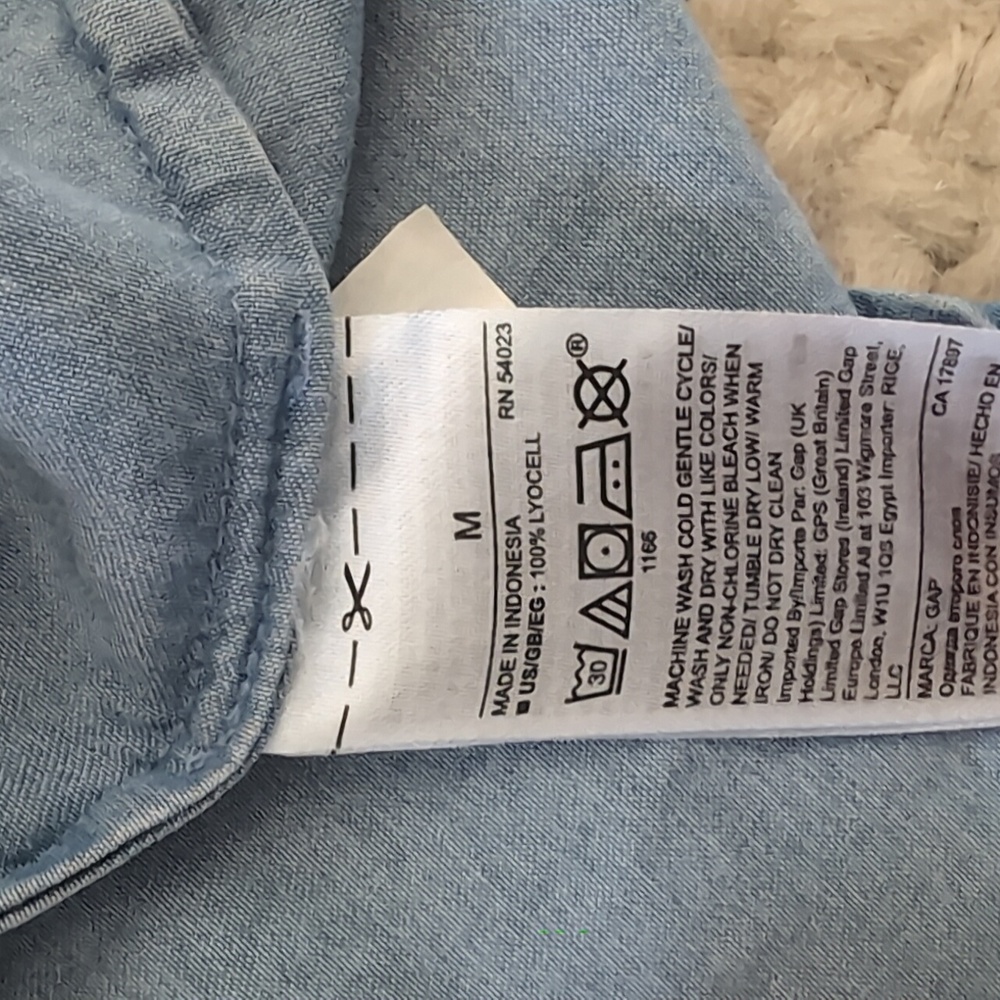 M
MADE IN INDONESIA RN 54023
US/GB/EG : 100% LYOCELL
30
®
1165
MACHINE WASH COLD GENTLE CYCLE/
WASH AND DRY WITH LIKE COLORS/
ONLY NON-CHLORINE BLEACH WHEN
NEEDED/ TUMBLE DRY LOW/ WARM
IRON/ DO NOT DRY CLEAN
Imported By/Importe Par: Gap (UK
Holdings) Limited: GPS (Great Britain)
Limited Gap Stores (Ireland) Limited Gap
Europe Limited.All at 103 Wigmore Street,
London, W1U 1QS Egypt Importer: RIGE,
LLC
MARCA: GAP CA 17897
FABRIQUE EN INDONISIE/ HECHO EN
INDONESIA CON INSUMOS